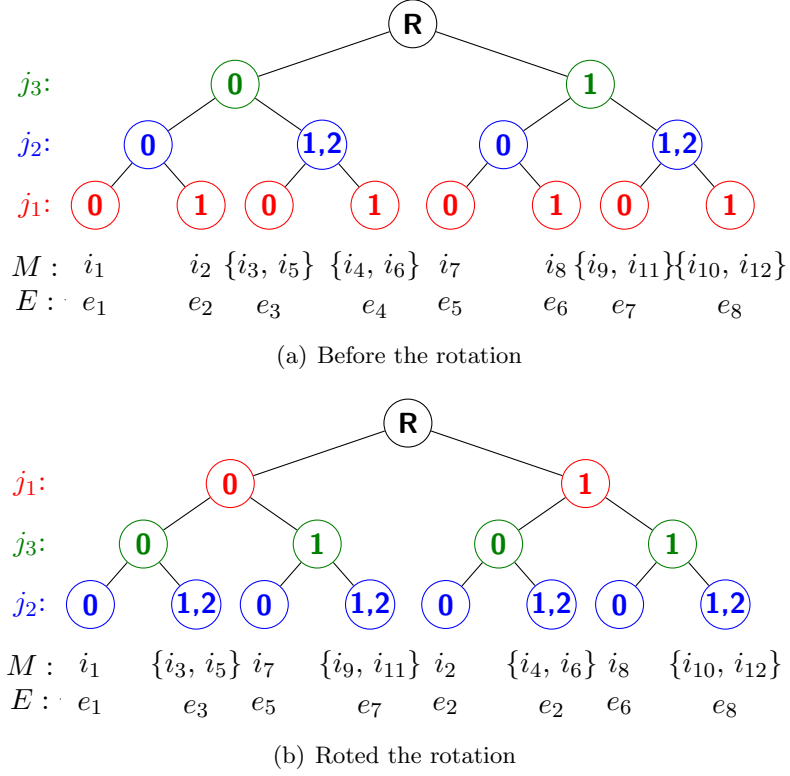 R
j₃: 0 1
j₂: 0 1,2 0 1,2
j₁: 0 1 0 1 0 1 0 1
M : i₁ i₂ {i₃, i₅} {i₄, i₆} i₇ i₈ {i₉, i₁₁} {i₁₀, i₁₂}
E : e₁ e₂ e₃ e₄ e₅ e₆ e₇ e₈
(a) Before the rotation
R
j₁: 0 1
j₃: 0 1 0 1
j₂: 0 1,2 0 1,2 0 1,2 0 1,2
M : i₁ {i₃, i₅} i₇ {i₉, i₁₁} i₂ {i₄, i₆} i₈ {i₁₀, i₁₂}
E : e₁ e₃ e₅ e₇ e₂ e₂ e₆ e₈
(b) Roted the rotation